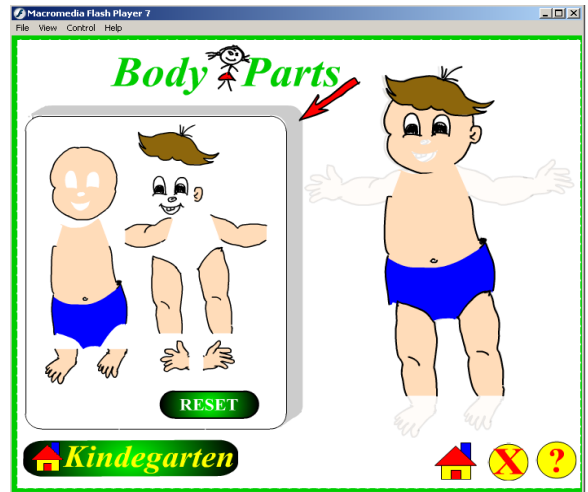 Macromedia Flash Player 7
File View Control Help
Body Parts
RESET
Kindegarten
X ?